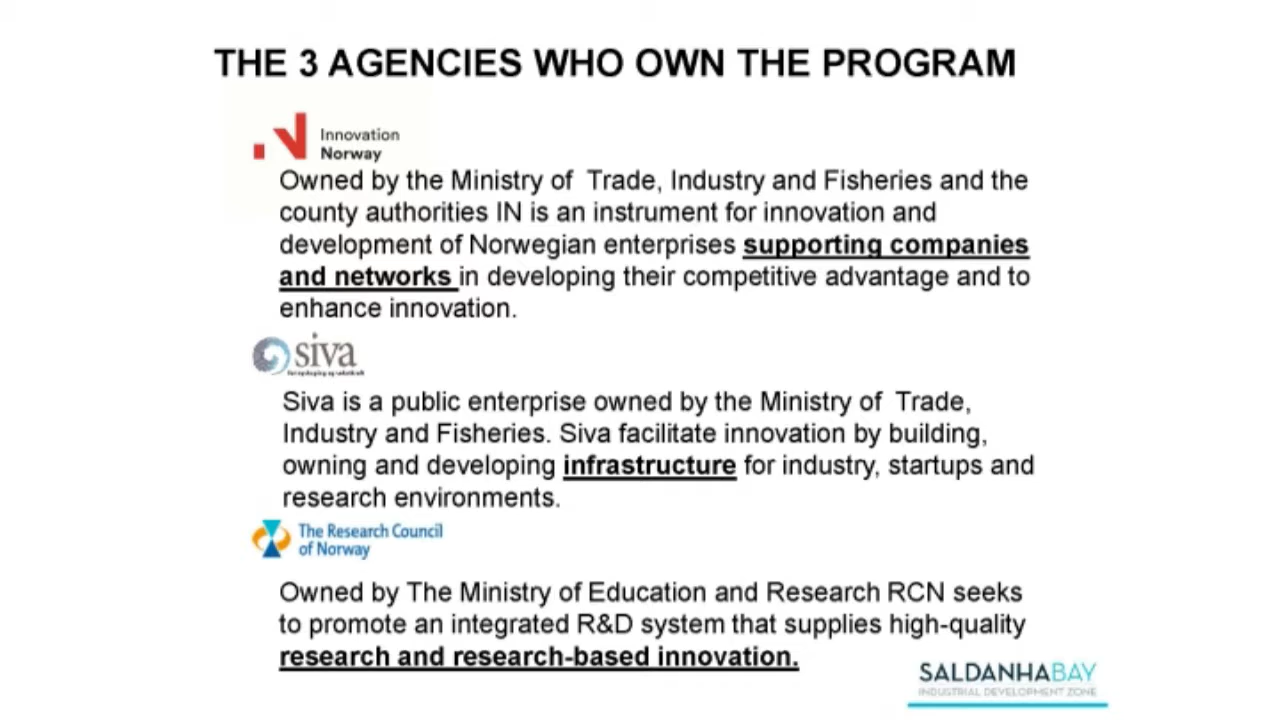 THE 3 AGENCIES WHO OWN THE PROGRAM
Innovation
Norway
Owned by the Ministry of Trade, Industry and Fisheries and the
county authorities IN is an instrument for innovation and
development of Norwegian enterprises supporting companies
and networks in developing their competitive advantage and to
enhance innovation.
siva
Siva is a public enterprise owned by the Ministry of Trade,
Industry and Fisheries. Siva facilitate innovation by building,
owning and developing infrastructure for industry, startups and
research environments.
The Research Council
of Norway
Owned by The Ministry of Education and Research RCN seeks
to promote an integrated R&D system that supplies high-quality
research and research-based innovation.
SALDANHABAY
INDUSTRIAL DEVELOPMENT ZONE